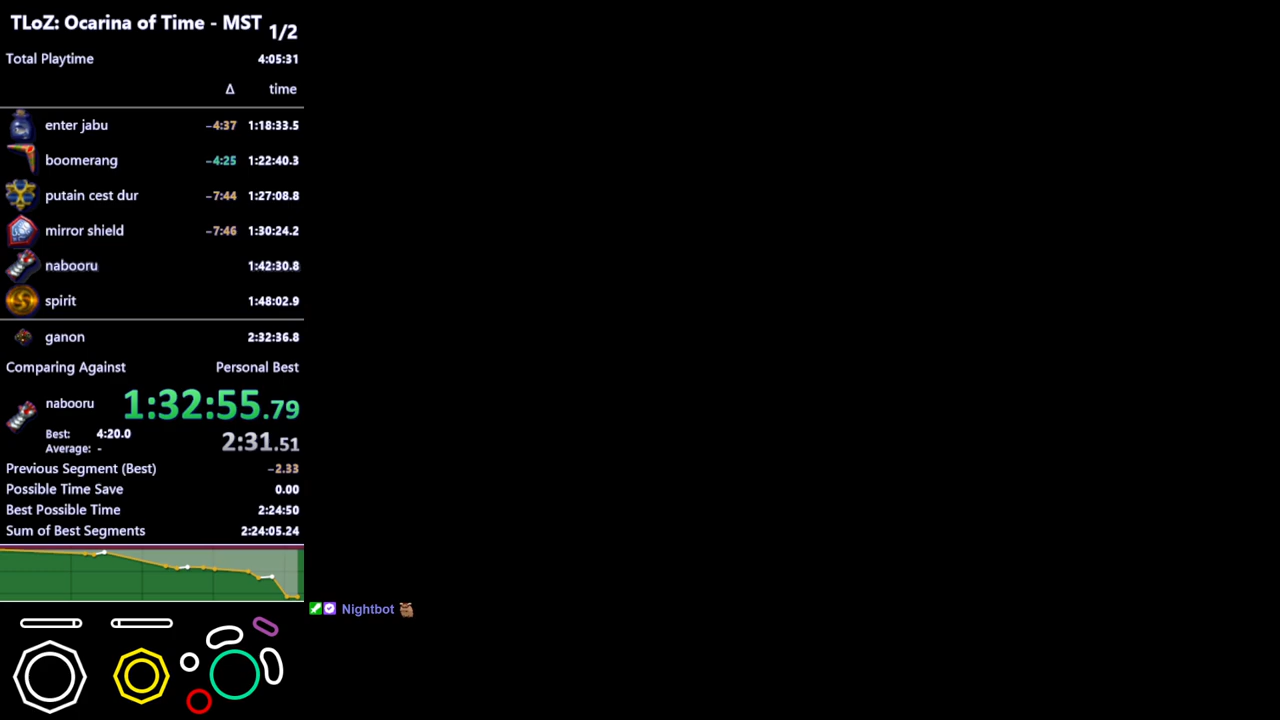 TLoZ: Ocarina of Time - MST 1/2
Total Playtime 4:05:31
Δ time
enter jabu −4:37 1:18:33.5
boomerang −4:25 1:22:40.3
putain cest dur −7:44 1:27:08.8
mirror shield −7:46 1:30:24.2
nabooru 1:42:30.8
spirit 1:48:02.9
ganon 2:32:36.8
Comparing Against Personal Best
nabooru 1:32:55.79
Best: 4:20.0
Average: - 2:31.51
Previous Segment (Best) −2.33
Possible Time Save 0.00
Best Possible Time 2:24:50
Sum of Best Segments 2:24:05.24
Nightbot